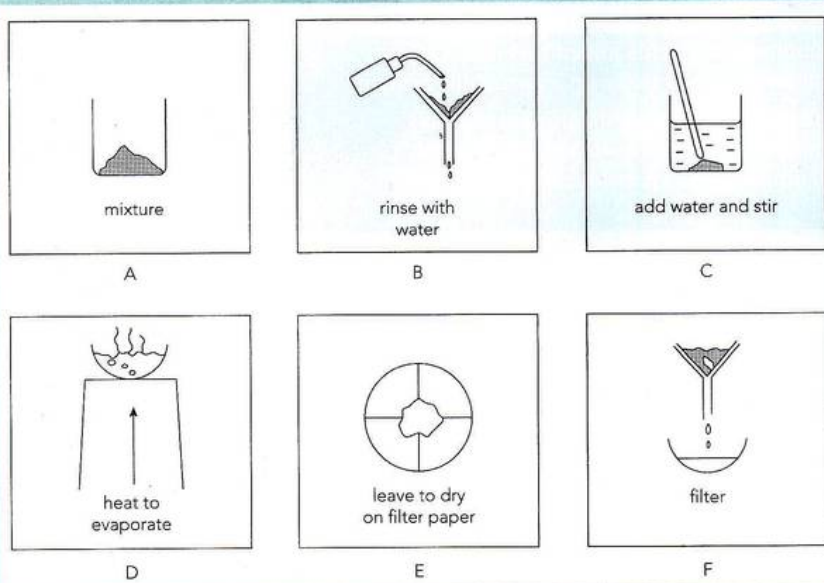 mixture
A
rinse with
water
B
add water and stir
C
heat to
evaporate
D
leave to dry
on filter paper
E
filter
F